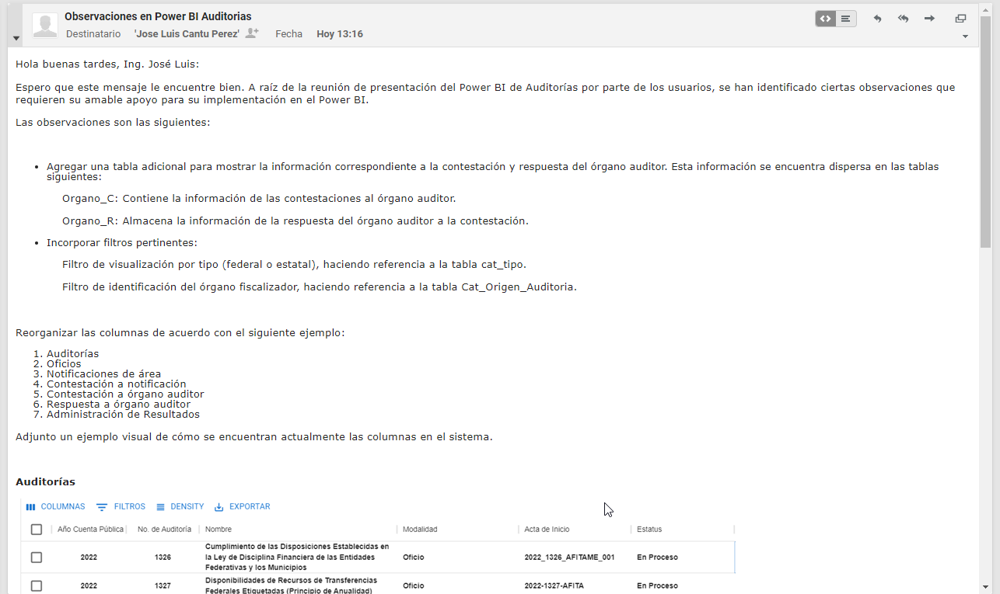 Observaciones en Power BI Auditorias
Destinatario 'Jose Luis Cantu Perez' Fecha Hoy 13:16
Hola buenas tardes, Ing. José Luis:
Espero que este mensaje le encuentre bien. A raíz de la reunión de presentación del Power BI de Auditorías por parte de los usuarios, se han identificado ciertas observaciones que
requieren su amable apoyo para su implementación en el Power BI.
Las observaciones son las siguientes:
• Agregar una tabla adicional para mostrar la información correspondiente a la contestación y respuesta del órgano auditor. Esta información se encuentra dispersa en las tablas
siguientes:
Organo_C: Contiene la información de las contestaciones al órgano auditor.
Organo_R: Almacena la información de la respuesta del órgano auditor a la contestación.
• Incorporar filtros pertinentes:
Filtro de visualización por tipo (federal o estatal), haciendo referencia a la tabla cat_tipo.
Filtro de identificación del órgano fiscalizador, haciendo referencia a la tabla Cat_Origen_Auditoria.
Reorganizar las columnas de acuerdo con el siguiente ejemplo:
1. Auditorías
2. Oficios
3. Notificaciones de área
4. Contestación a notificación
5. Contestación a órgano auditor
6. Respuesta a órgano auditor
7. Administración de Resultados
Adjunto un ejemplo visual de cómo se encuentran actualmente las columnas en el sistema.
Auditorías
COLUMNAS FILTROS DENSITY EXPORTAR
Año Cuenta Pública No. de Auditoría Nombre Modalidad Acta de Inicio Estatus
Cumplimiento de las Disposiciones Establecidas en
2022 1326 la Ley de Disciplina Financiera de las Entidades Oficio 2022_1326_AFITAME_001 En Proceso
Federativas y los Municipios
Disponibilidades de Recursos de Transferencias
2022 1327 Federales Etiquetadas (Principio de Anualidad) Oficio 2022-1327-AFITA En Proceso